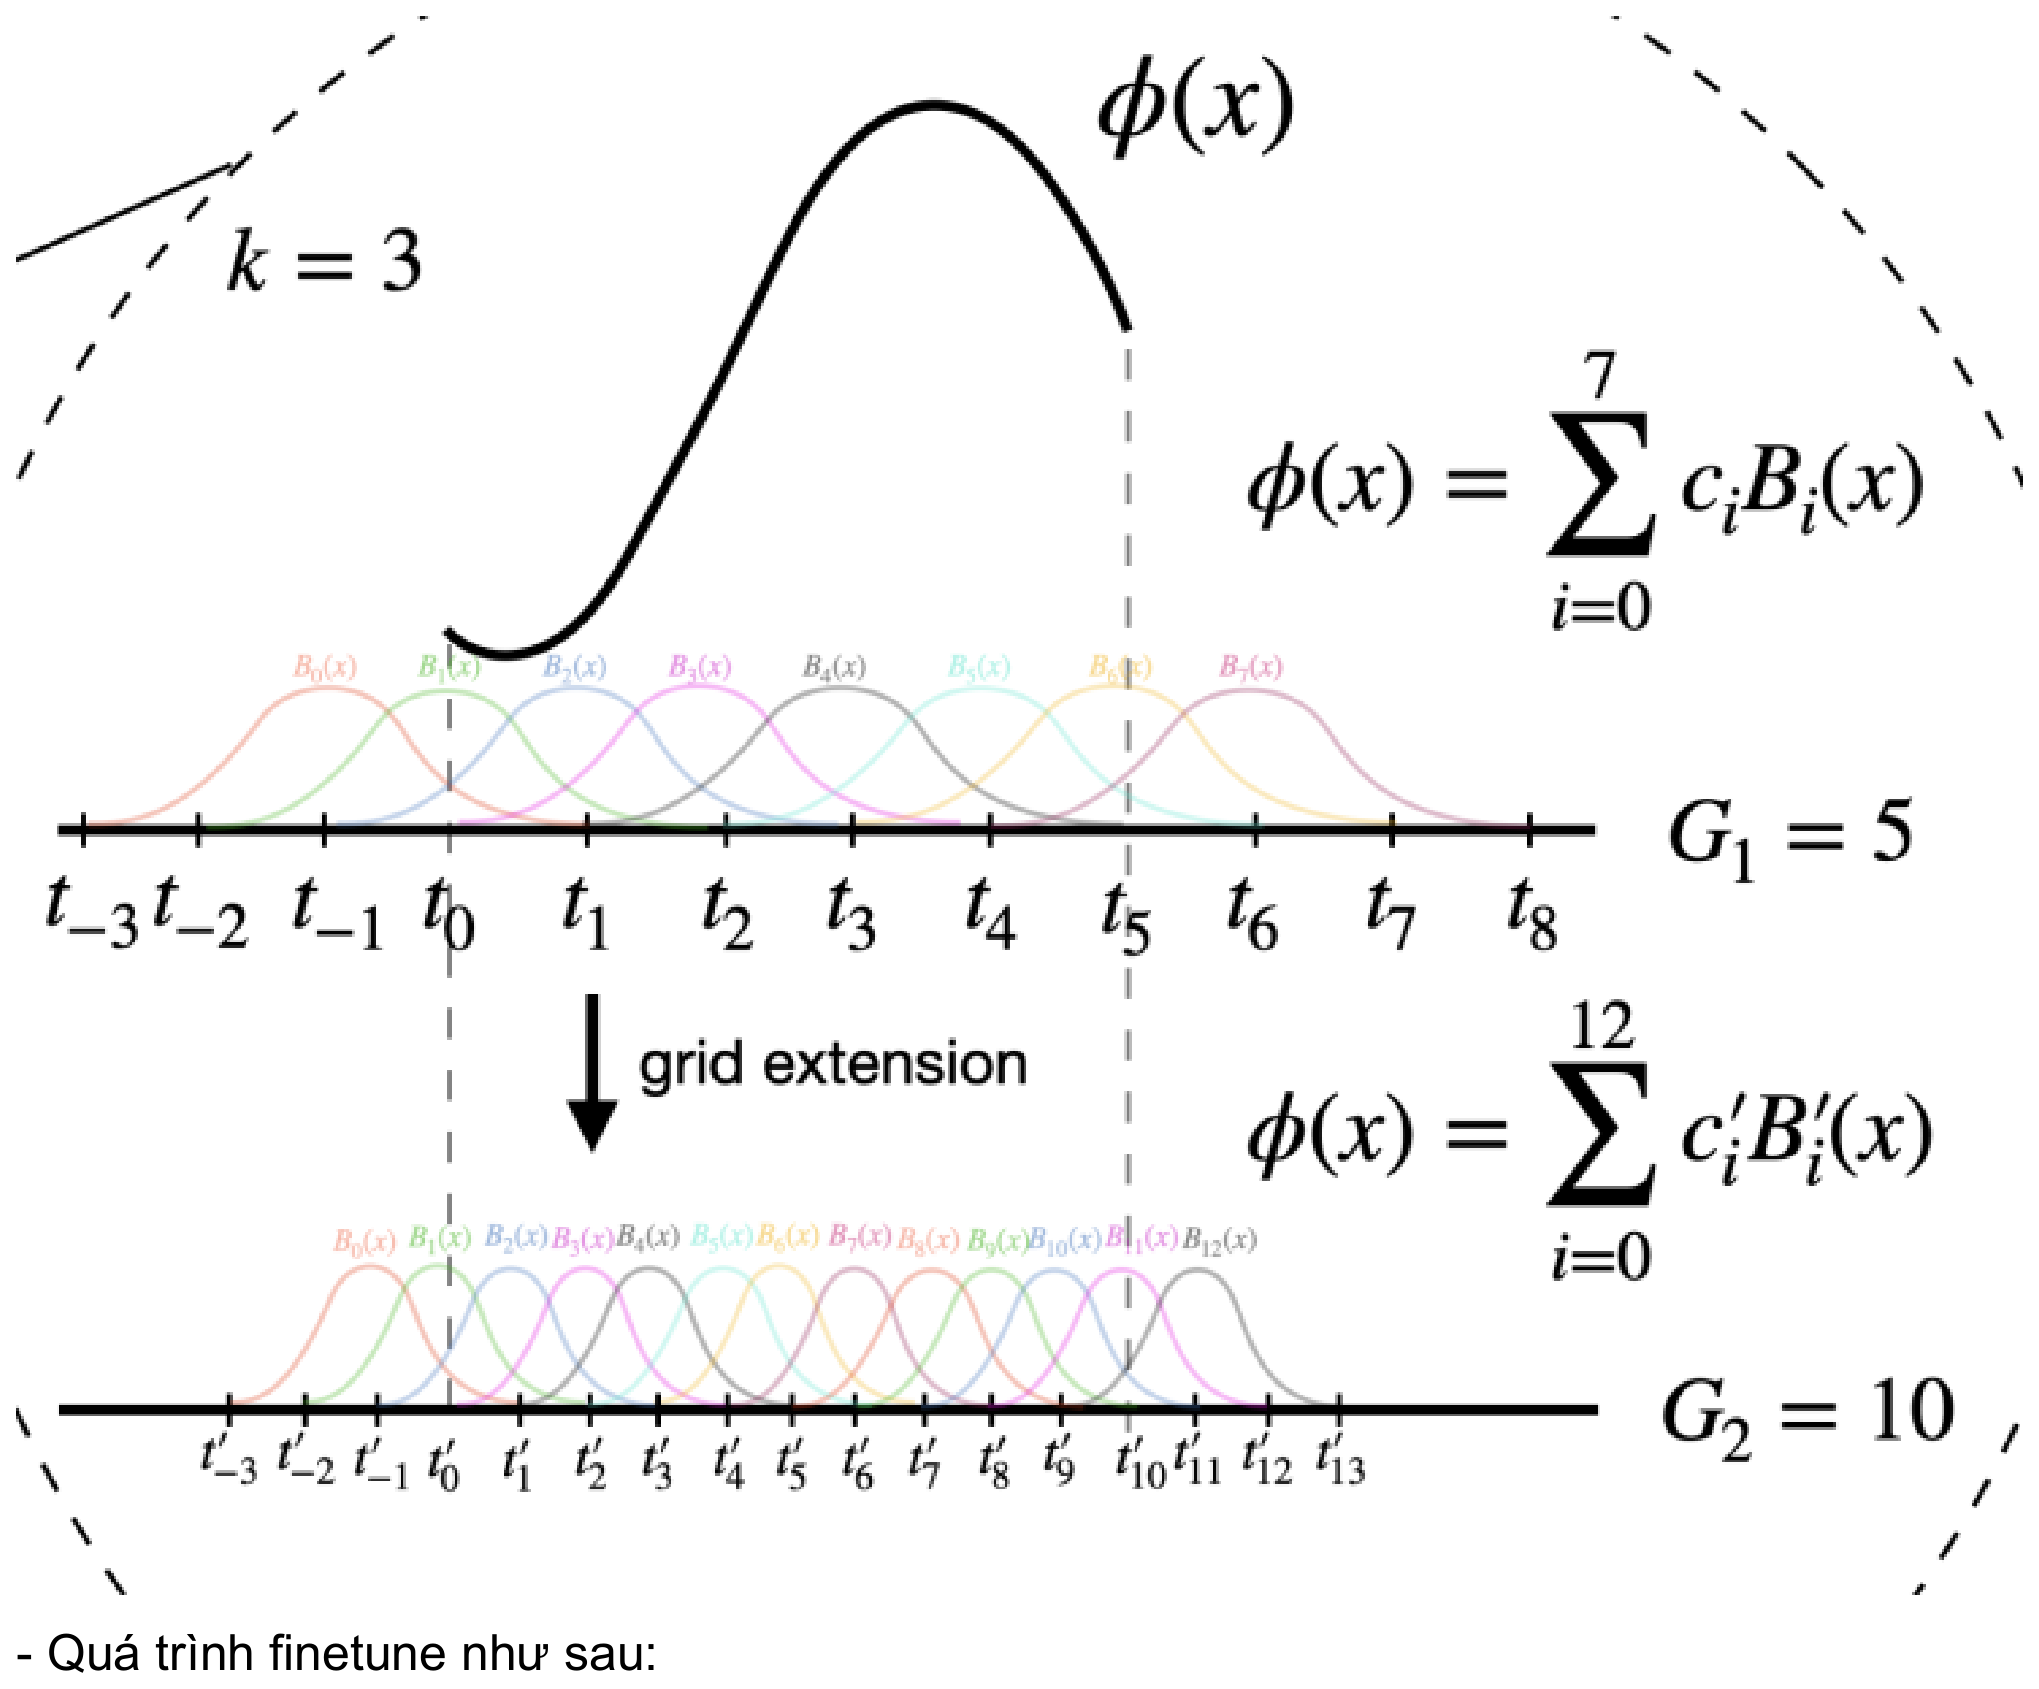 ϕ(x)
k = 3
ϕ(x) = ∑_{i=0}^{7} c_i B_i(x)
B_0(x) B_1(x) B_2(x) B_3(x) B_4(x) B_5(x) B_6(x) B_7(x)
G_1 = 5
t_{-3} t_{-2} t_{-1} t_0 t_1 t_2 t_3 t_4 t_5 t_6 t_7 t_8
grid extension
ϕ(x) = ∑_{i=0}^{12} c'_i B'_i(x)
B_0(x) B_1(x) B_2(x) B_3(x) B_4(x) B_5(x) B_6(x) B_7(x) B_8(x) B_9(x) B_10(x) B_11(x) B_12(x)
G_2 = 10
t'_{-3} t'_{-2} t'_{-1} t'_0 t'_1 t'_2 t'_3 t'_4 t'_5 t'_6 t'_7 t'_8 t'_9 t'_10 t'_11 t'_12 t'_13
- Quá trình finetune như sau: